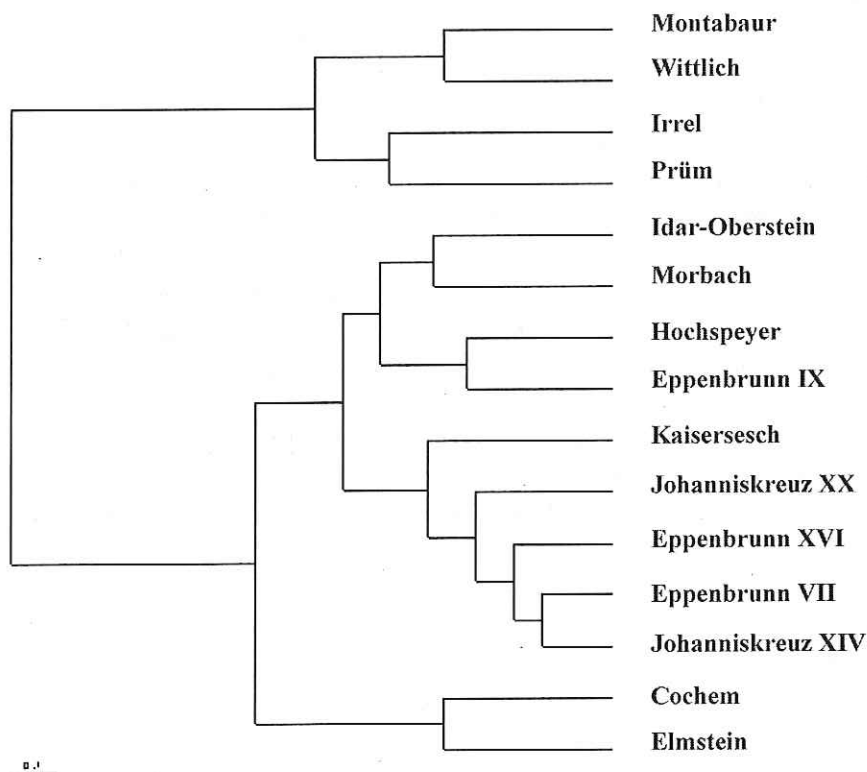 Montabaur
Wittlich
Irrel
Prüm
Idar-Oberstein
Morbach
Hochspeyer
Eppenbrunn IX
Kaisersesch
Johanniskreuz XX
Eppenbrunn XVI
Eppenbrunn VII
Johanniskreuz XIV
Cochem
Elmstein